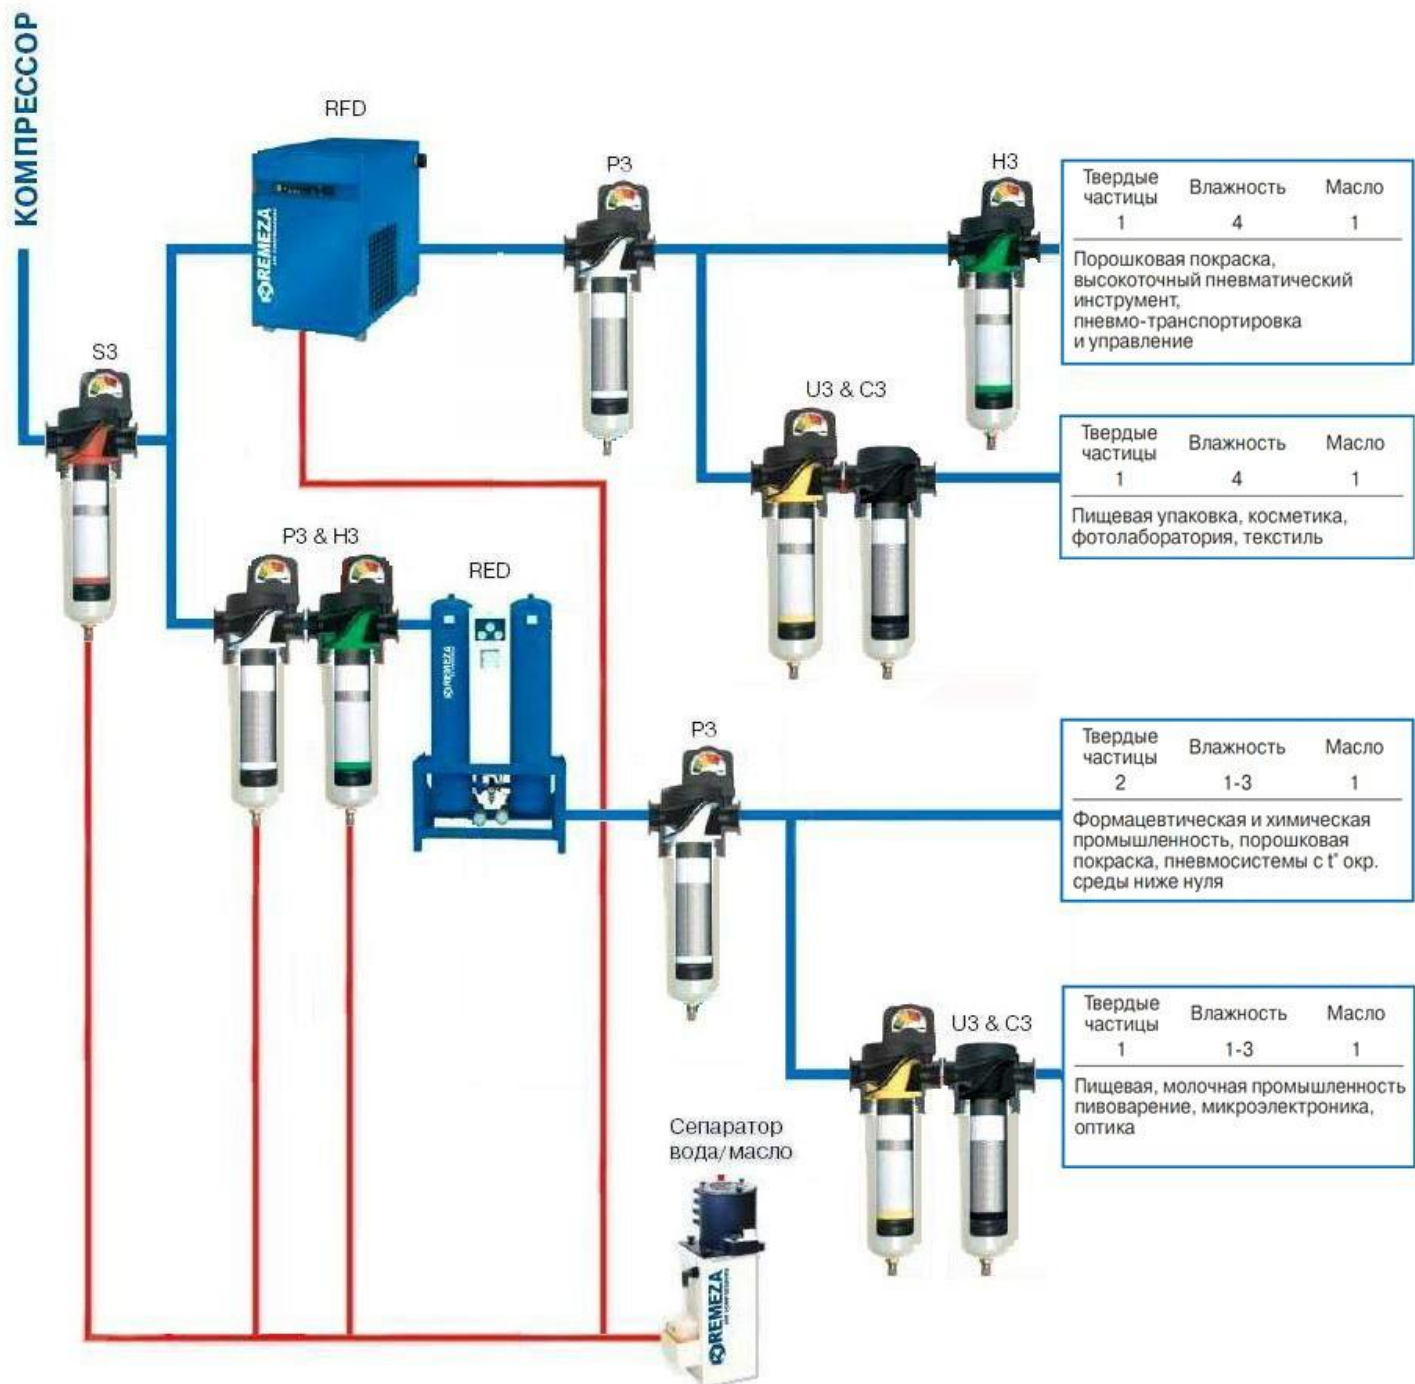 КОМПРЕССОР
RFD
REMEZA
P3
H3
Твердые частицы Влажность Масло
1 4 1
Порошковая покраска,
высокоточный пневматический
инструмент,
пневмо-транспортировка
и управление
S3
U3 & C3
Твердые частицы Влажность Масло
1 4 1
Пищевая упаковка, косметика,
фотолаборатория, текстиль
P3 & H3
RED
REMEZA
P3
Твердые частицы Влажность Масло
2 1-3 1
Формацевтическая и химическая
промышленность, порошковая
покраска, пневмосистемы с t° окр.
среды ниже нуля
U3 & C3
Твердые частицы Влажность Масло
1 1-3 1
Пищевая, молочная промышленность
пивоварение, микроэлектроника,
оптика
Сепаратор
вода/масло
REMEZA